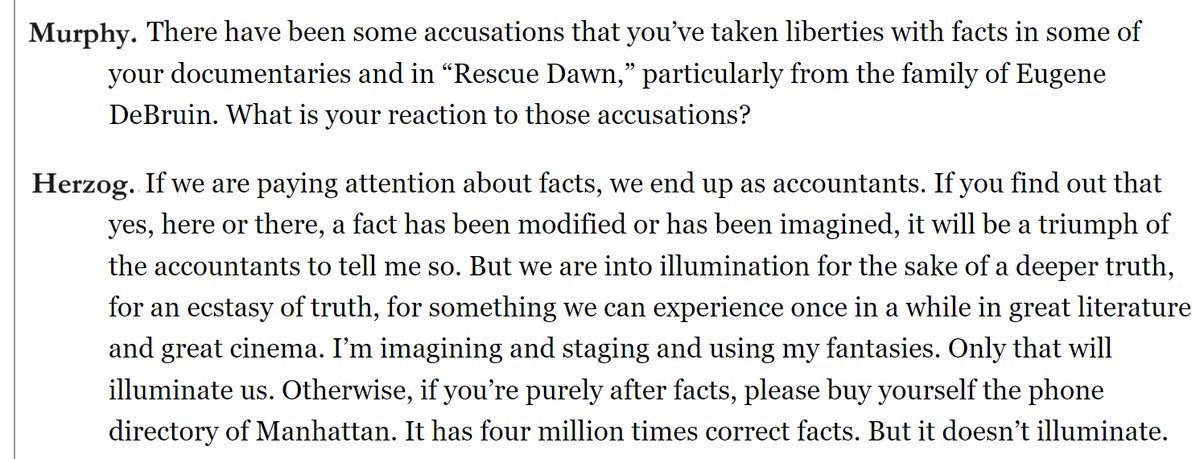 Murphy. There have been some accusations that you’ve taken liberties with facts in some of
your documentaries and in “Rescue Dawn,” particularly from the family of Eugene
DeBruin. What is your reaction to those accusations?
Herzog. If we are paying attention about facts, we end up as accountants. If you find out that
yes, here or there, a fact has been modified or has been imagined, it will be a triumph of
the accountants to tell me so. But we are into illumination for the sake of a deeper truth,
for an ecstasy of truth, for something we can experience once in a while in great literature
and great cinema. I’m imagining and staging and using my fantasies. Only that will
illuminate us. Otherwise, if you’re purely after facts, please buy yourself the phone
directory of Manhattan. It has four million times correct facts. But it doesn’t illuminate.